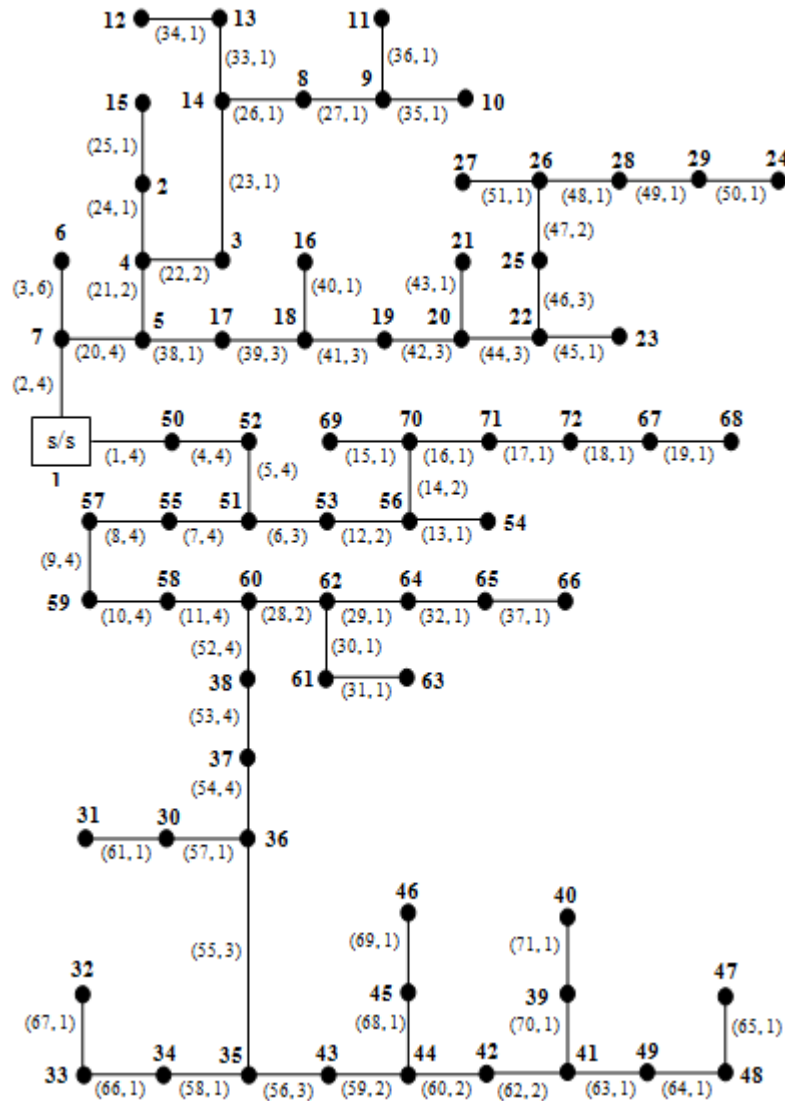 12 (34, 1) 13 11
(33, 1) (36, 1)
15 14 8 9 10
(26, 1) (27, 1) (35, 1)
(25, 1) 27 26 28 29 24
2 (23, 1) (51, 1) (48, 1) (49, 1) (50, 1)
(24, 1) (47, 2)
6 4 3 16 21 25
(22, 2)
(3, 6) (21, 2) (40, 1) (43, 1) (46, 3)
7 5 17 18 19 20 22 23
(20, 4) (38, 1) (39, 3) (41, 3) (42, 3) (44, 3) (45, 1)
(2, 4)
50 52 69 70 71 72 67 68
s/s
(1, 4) (4, 4) (15, 1) (16, 1) (17, 1) (18, 1) (19, 1)
1 (5, 4) (14, 2)
57 55 51 53 56 54
(8, 4) (7, 4) (6, 3) (12, 2) (13, 1)
(9, 4)
59 58 60 62 64 65 66
(10, 4) (11, 4) (28, 2) (29, 1) (32, 1) (37, 1)
(52, 4) (30, 1)
38 61 63
(31, 1)
(53, 4)
37
(54, 4)
31 30 36
(61, 1) (57, 1)
46 40
(55, 3) (69, 1) (71, 1)
32 45 39 47
(67, 1) (68, 1) (70, 1) (65, 1)
33 34 35 43 44 42 41 49 48
(66, 1) (58, 1) (56, 3) (59, 2) (60, 2) (62, 2) (63, 1) (64, 1)